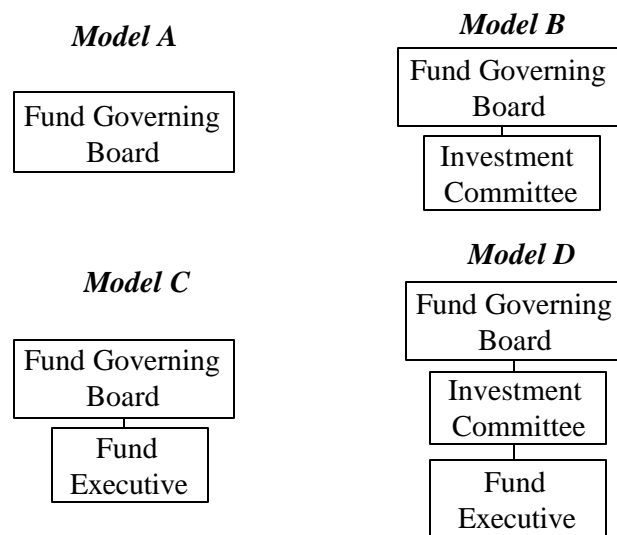 Model A
Fund Governing
Board
Model B
Fund Governing
Board
Investment
Committee
Model C
Fund Governing
Board
Fund
Executive
Model D
Fund Governing
Board
Investment
Committee
Fund
Executive